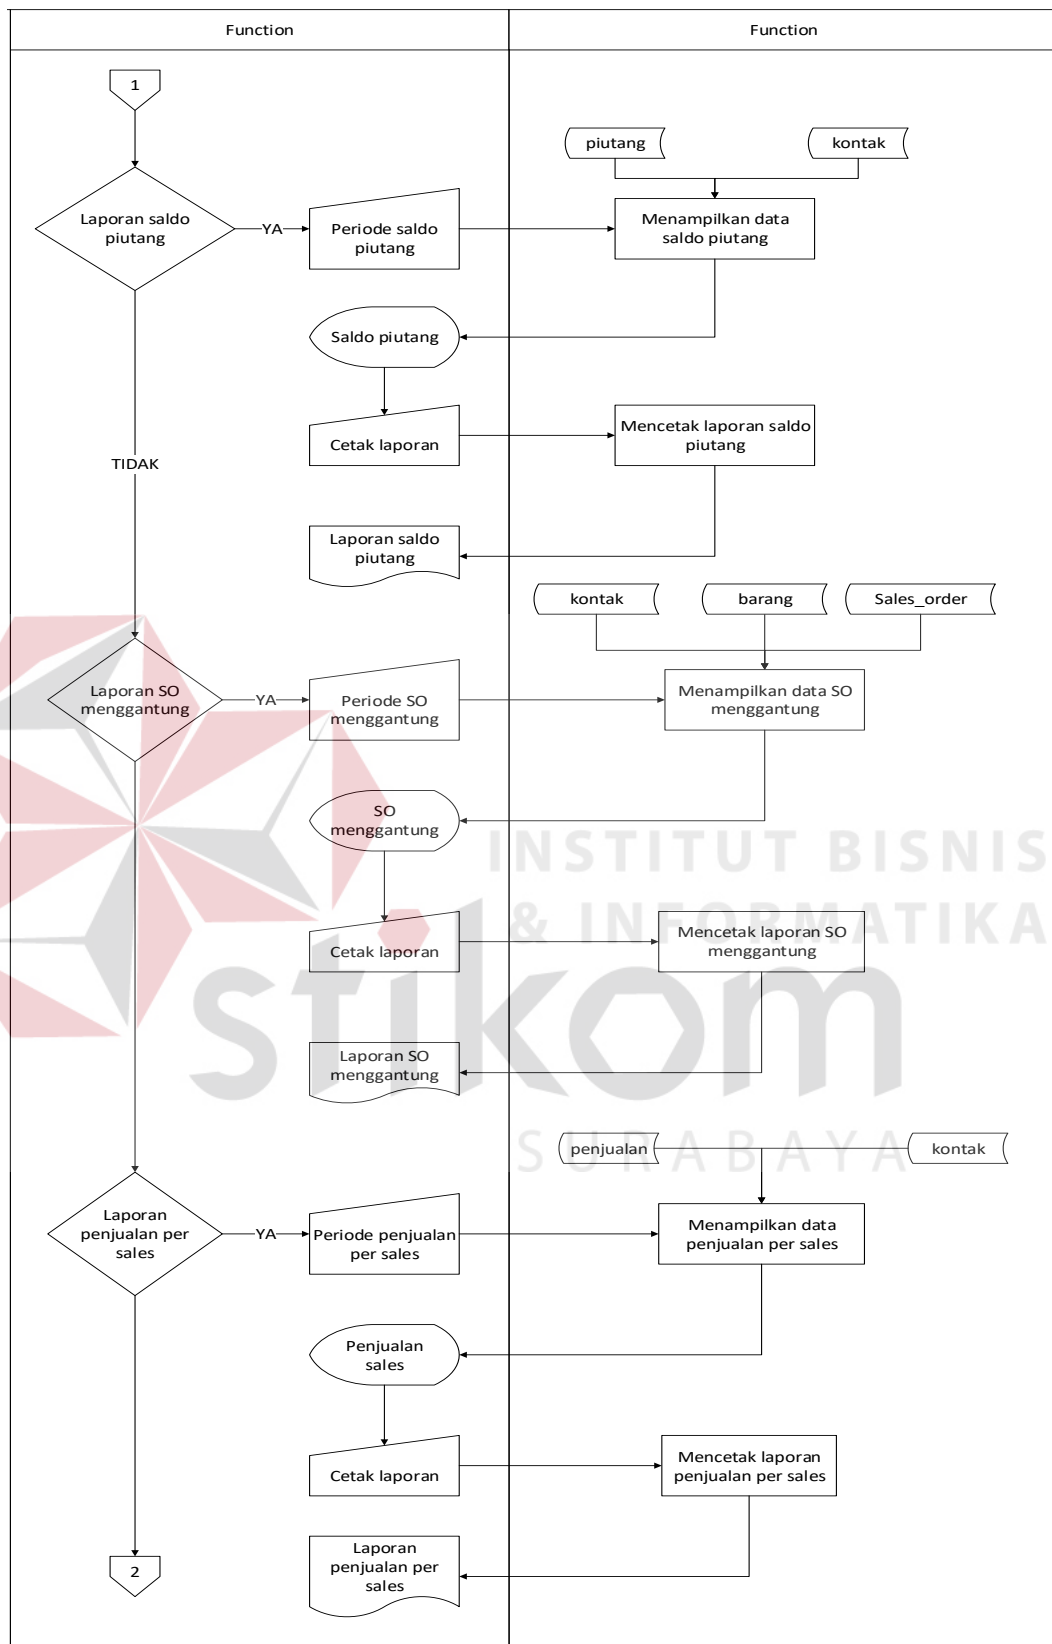 Function
Function
1
piutang
kontak
Laporan saldo
piutang
YA
Periode saldo
piutang
Menampilkan data
saldo piutang
Saldo piutang
Cetak laporan
Mencetak laporan saldo
piutang
TIDAK
Laporan saldo
piutang
kontak
barang
Sales_order
Laporan SO
menggantung
YA
Periode SO
menggantung
Menampilkan data SO
menggantung
SO
menggantung
INSTITUT BISNIS
& INFORMATIKA
Cetak laporan
Mencetak laporan SO
menggantung
stikom
Laporan SO
menggantung
SURABAYA
penjualan
kontak
Laporan
penjualan per
sales
YA
Periode penjualan
per sales
Menampilkan data
penjualan per sales
Penjualan
sales
Cetak laporan
Mencetak laporan
penjualan per sales
Laporan
penjualan per
sales
2